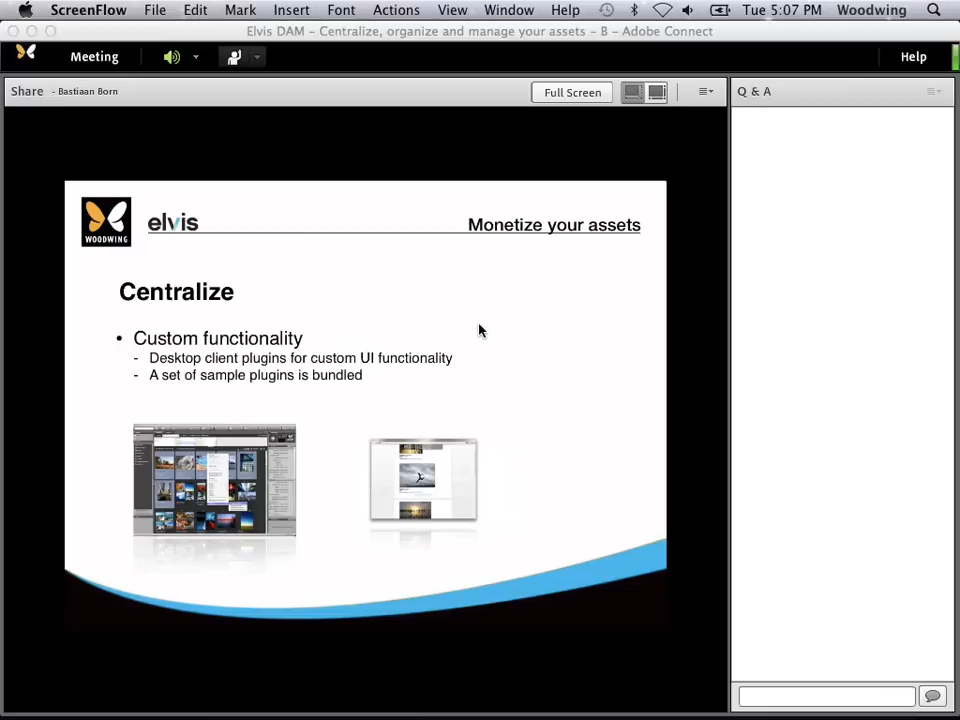 ScreenFlow File Edit Mark Insert Font Actions View Window Help Tue 5:07 PM Woodwing
Elvis DAM – Centralize, organize and manage your assets – B – Adobe Connect
Meeting Help
Share - Bastiaan Born Full Screen
Q & A
WOODWING
elvis
Monetize your assets
Centralize
• Custom functionality
- Desktop client plugins for custom UI functionality
- A set of sample plugins is bundled